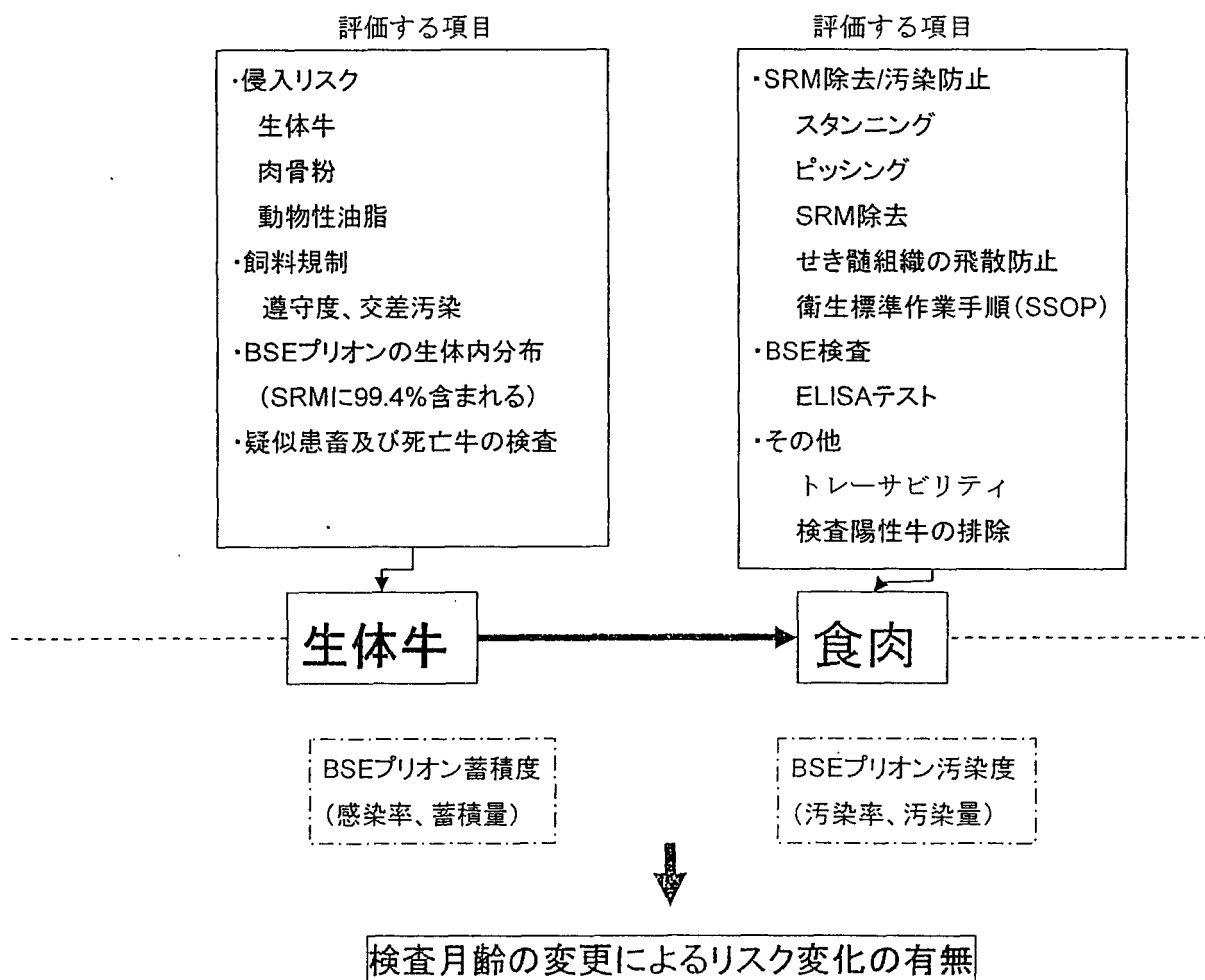 評価する項目
・侵入リスク
生体牛
肉骨粉
動物性油脂
・飼料規制
遵守度、交差汚染
・BSEプリオンの生体内分布
（SRMに99.4%含まれる）
・疑似患畜及び死亡牛の検査
評価する項目
・SRM除去/汚染防止
スタンニング
ピッシング
SRM除去
せき髄組織の飛散防止
衛生標準作業手順（SSOP）
・BSE検査
ELISAテスト
・その他
トレーサビリティ
検査陽性牛の排除
生体牛
食肉
BSEプリオン蓄積度
（感染率、蓄積量）
BSEプリオン汚染度
（汚染率、汚染量）
検査月齢の変更によるリスク変化の有無